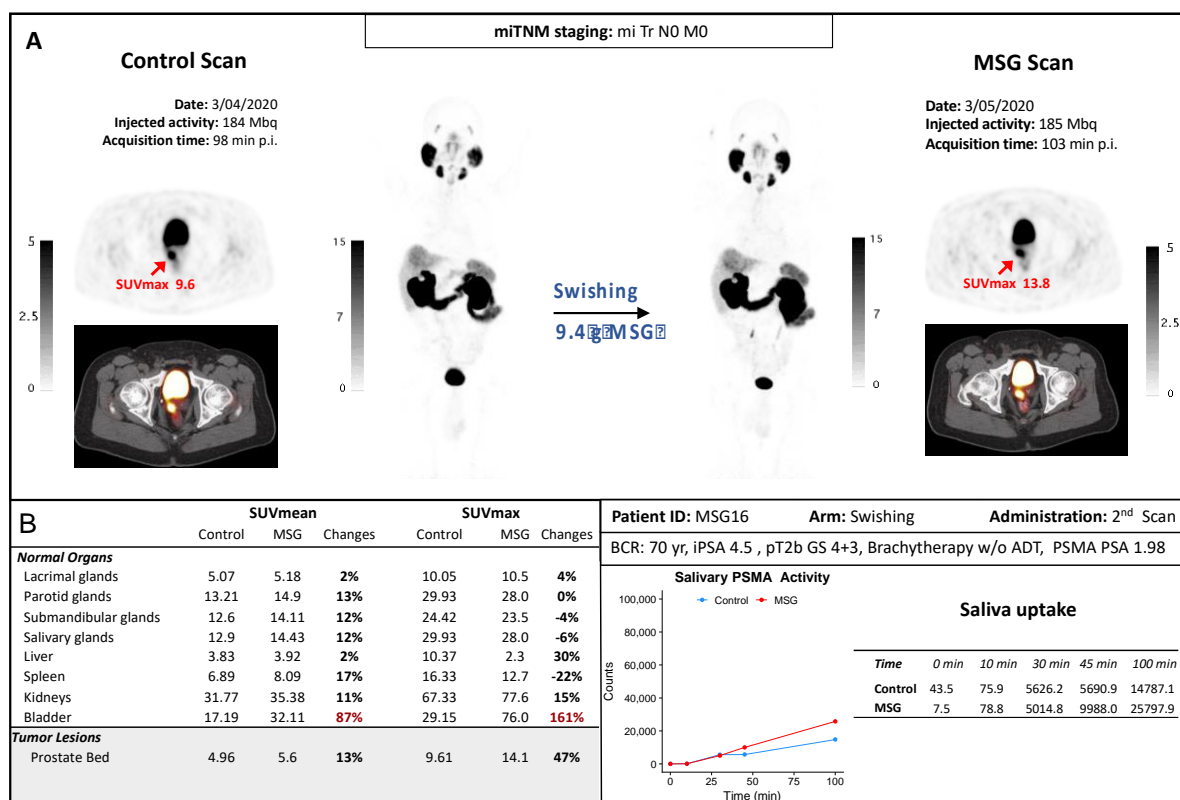 A
miTNM staging: mi Tr N0 M0
Control Scan
Date: 3/04/2020
Injected activity: 184 Mbq
Acquisition time: 98 min p.i.
MSG Scan
Date: 3/05/2020
Injected activity: 185 Mbq
Acquisition time: 103 min p.i.
5
2.5
0
SUVmax 9.6
15
7
0
Swishing
9.4 g MSG
15
7
0
SUVmax 13.8
5
2.5
0
B
SUVmean SUVmax
Control MSG Changes Control MSG Changes
Normal Organs
Lacrimal glands 5.07 5.18 2% 10.05 10.5 4%
Parotid glands 13.21 14.9 13% 29.93 28.0 0%
Submandibular glands 12.6 14.11 12% 24.42 23.5 -4%
Salivary glands 12.9 14.43 12% 29.93 28.0 -6%
Liver 3.83 3.92 2% 10.37 2.3 30%
Spleen 6.89 8.09 17% 16.33 12.7 -22%
Kidneys 31.77 35.38 11% 67.33 77.6 15%
Bladder 17.19 32.11 87% 29.15 76.0 161%
Tumor Lesions
Prostate Bed 4.96 5.6 13% 9.61 14.1 47%
Patient ID: MSG16 Arm: Swishing Administration: 2nd Scan
BCR: 70 yr, iPSA 4.5 , pT2b GS 4+3, Brachytherapy w/o ADT, PSMA PSA 1.98
Salivary PSMA Activity
Control MSG
Counts
100,000
80,000
60,000
40,000
20,000
0
0 25 50 75 100
Time (min)
Saliva uptake
Time 0 min 10 min 30 min 45 min 100 min
Control 43.5 75.9 5626.2 5690.9 14787.1
MSG 7.5 78.8 5014.8 9988.0 25797.9